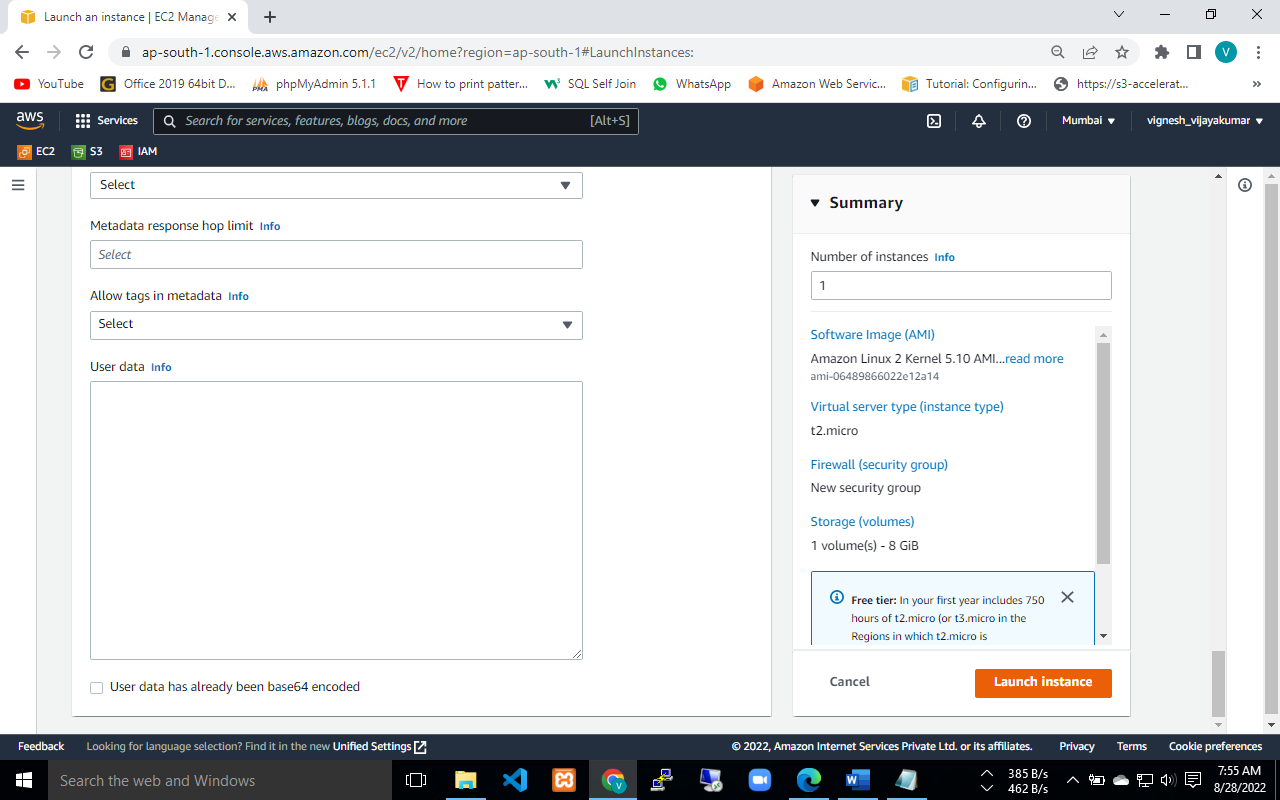 Launch an instance | EC2 Manage
ap-south-1.console.aws.amazon.com/ec2/v2/home?region=ap-south-1#LaunchInstances:
V
YouTube
Office 2019 64bit D...
phpMyAdmin 5.1.1
How to print patter...
SQL Self Join
WhatsApp
Amazon Web Servic...
Tutorial: Configurin...
https://s3-accelerat...
aws
Services
Search for services, features, blogs, docs, and more
[Alt+S]
Mumbai
vignesh_vijayakumar
EC2
S3
IAM
Select
Metadata response hop limit Info
Select
Allow tags in metadata Info
Select
User data Info
User data has already been base64 encoded
Summary
Number of instances Info
1
Software Image (AMI)
Amazon Linux 2 Kernel 5.10 AMI...read more
ami-06489866022e12a14
Virtual server type (instance type)
t2.micro
Firewall (security group)
New security group
Storage (volumes)
1 volume(s) - 8 GiB
Free tier: In your first year includes 750
hours of t2.micro (or t3.micro in the
Regions in which t2.micro is
Cancel
Launch instance
Feedback
Looking for language selection? Find it in the new Unified Settings
© 2022, Amazon Internet Services Private Ltd. or its affiliates.
Privacy
Terms
Cookie preferences
Search the web and Windows
385 B/s
462 B/s
7:55 AM
8/28/2022